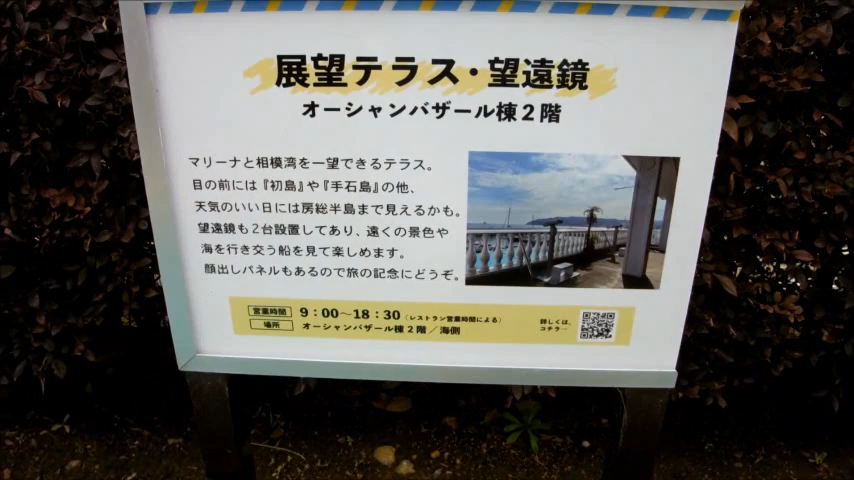 展望テラス・望遠鏡
オーシャンバザール棟2階
マリーナと相模湾を一望できるテラス。
目の前には『初島』や『手石島』の他、
天気のいい日には房総半島まで見えるかも。
望遠鏡も2台設置してあり、遠くの景色や
海を行き交う船を見て楽しめます。
顔出しパネルもあるので旅の記念にどうぞ。
営業時間 9：00～18：30（レストラン営業時間による）
場所 オーシャンバザール棟2階／海側
詳しくは、
コチラ…